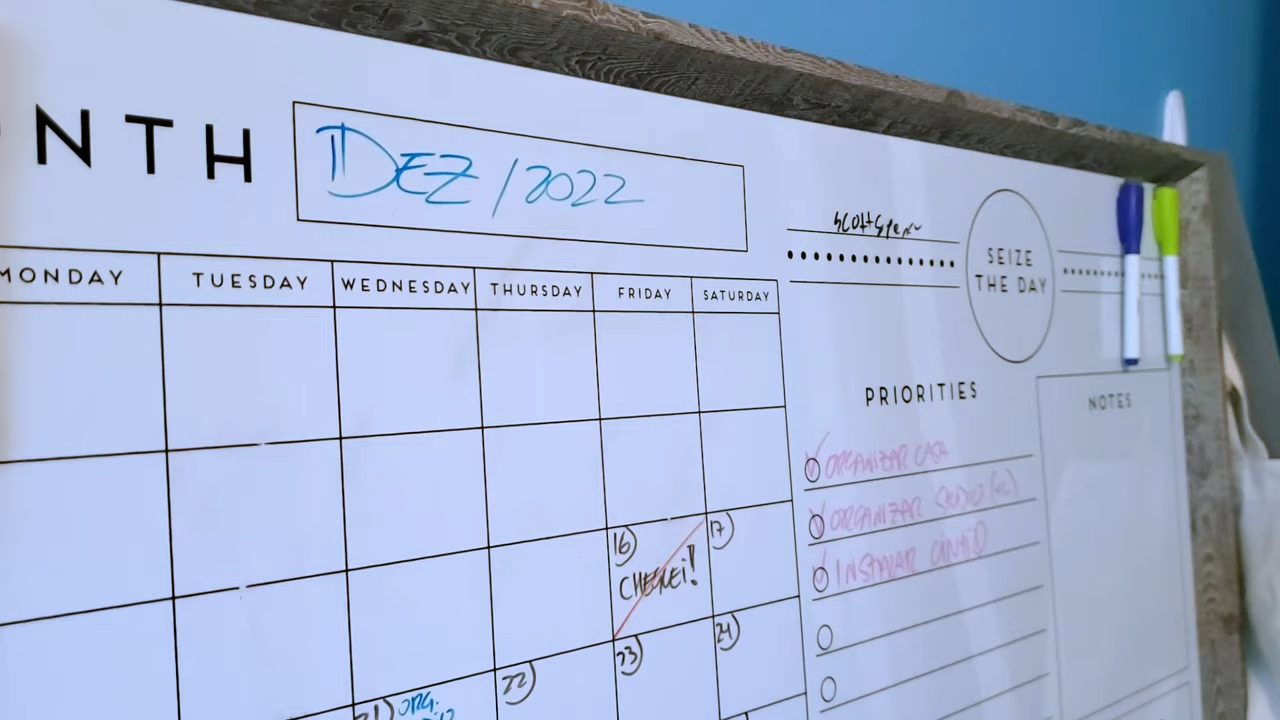 NTH
DEZ/2022
SEIZE
THE DAY
MONDAY TUESDAY WEDNESDAY THURSDAY FRIDAY SATURDAY
PRIORITIES
NOTES
ORGANIZAR CASA
ORGANIZAR STUDIO
INSTALAR
16) 17)
CHEGUEI!
22) 23) 24)
21) ORG.